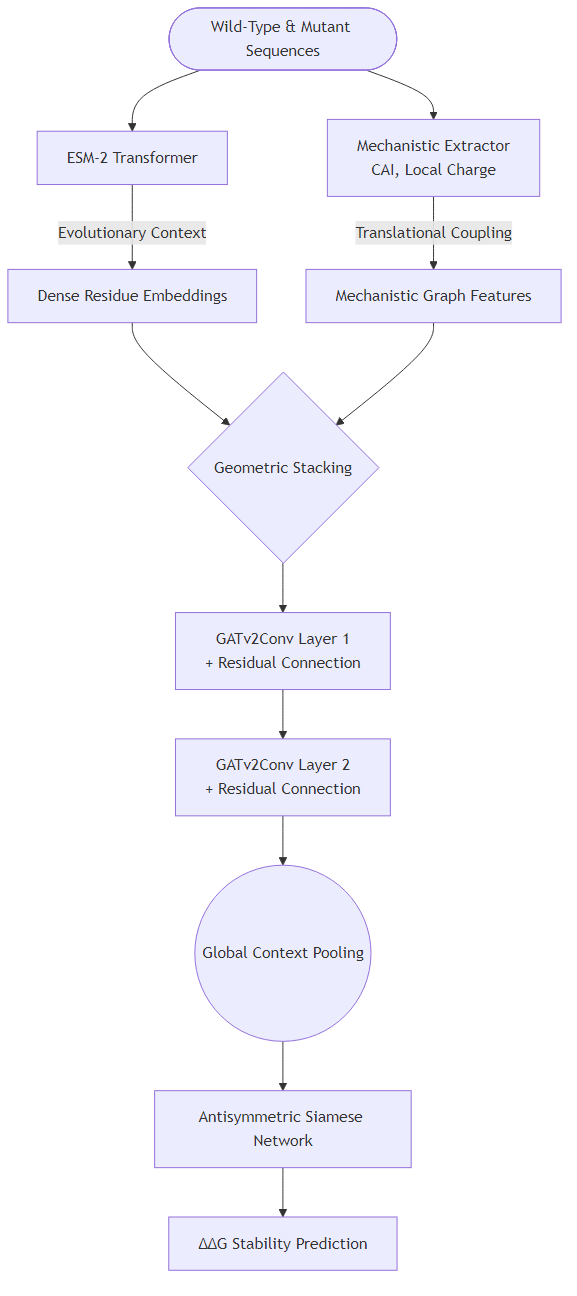 Wild-Type & Mutant
Sequences
ESM-2 Transformer
Mechanistic Extractor
CAI, Local Charge
Evolutionary Context
Translational Coupling
Dense Residue Embeddings
Mechanistic Graph Features
Geometric Stacking
GATv2Conv Layer 1
+ Residual Connection
GATv2Conv Layer 2
+ Residual Connection
Global Context Pooling
Antisymmetric Siamese
Network
ΔΔG Stability Prediction